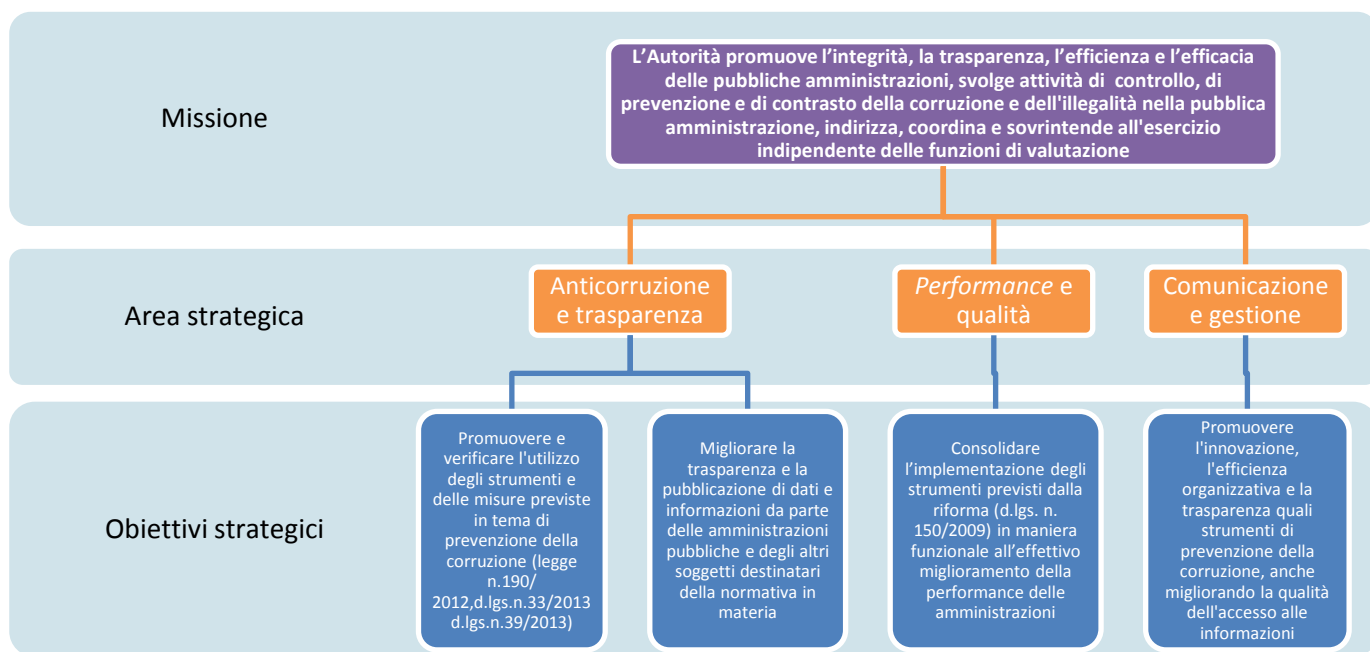 Missione
L’Autorità promuove l’integrità, la trasparenza, l’efficienza e l’efficacia
delle pubbliche amministrazioni, svolge attività di controllo, di
prevenzione e di contrasto della corruzione e dell'illegalità nella pubblica
amministrazione, indirizza, coordina e sovrintende all'esercizio
indipendente delle funzioni di valutazione
Area strategica
Anticorruzione
e trasparenza
Performance e
qualità
Comunicazione
e gestione
Obiettivi strategici
Promuovere e
verificare l'utilizzo
degli strumenti e
delle misure previste
in tema di
prevenzione della
corruzione (legge
n.190/
2012,d.lgs.n.33/2013
d.lgs.n.39/2013)
Migliorare la
trasparenza e la
pubblicazione di dati e
informazioni da parte
delle amministrazioni
pubbliche e degli altri
soggetti destinatari
della normativa in
materia
Consolidare
l’implementazione degli
strumenti previsti dalla
riforma (d.lgs. n.
150/2009) in maniera
funzionale all’effettivo
miglioramento della
performance delle
amministrazioni
Promuovere
l'innovazione,
l'efficienza
organizzativa e la
trasparenza quali
strumenti di
prevenzione della
corruzione, anche
migliorando la qualità
dell'accesso alle
informazioni